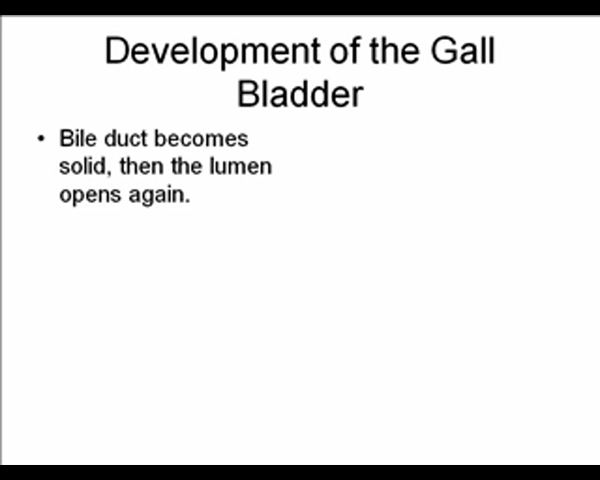 Development of the Gall
Bladder
• Bile duct becomes
solid, then the lumen
opens again.